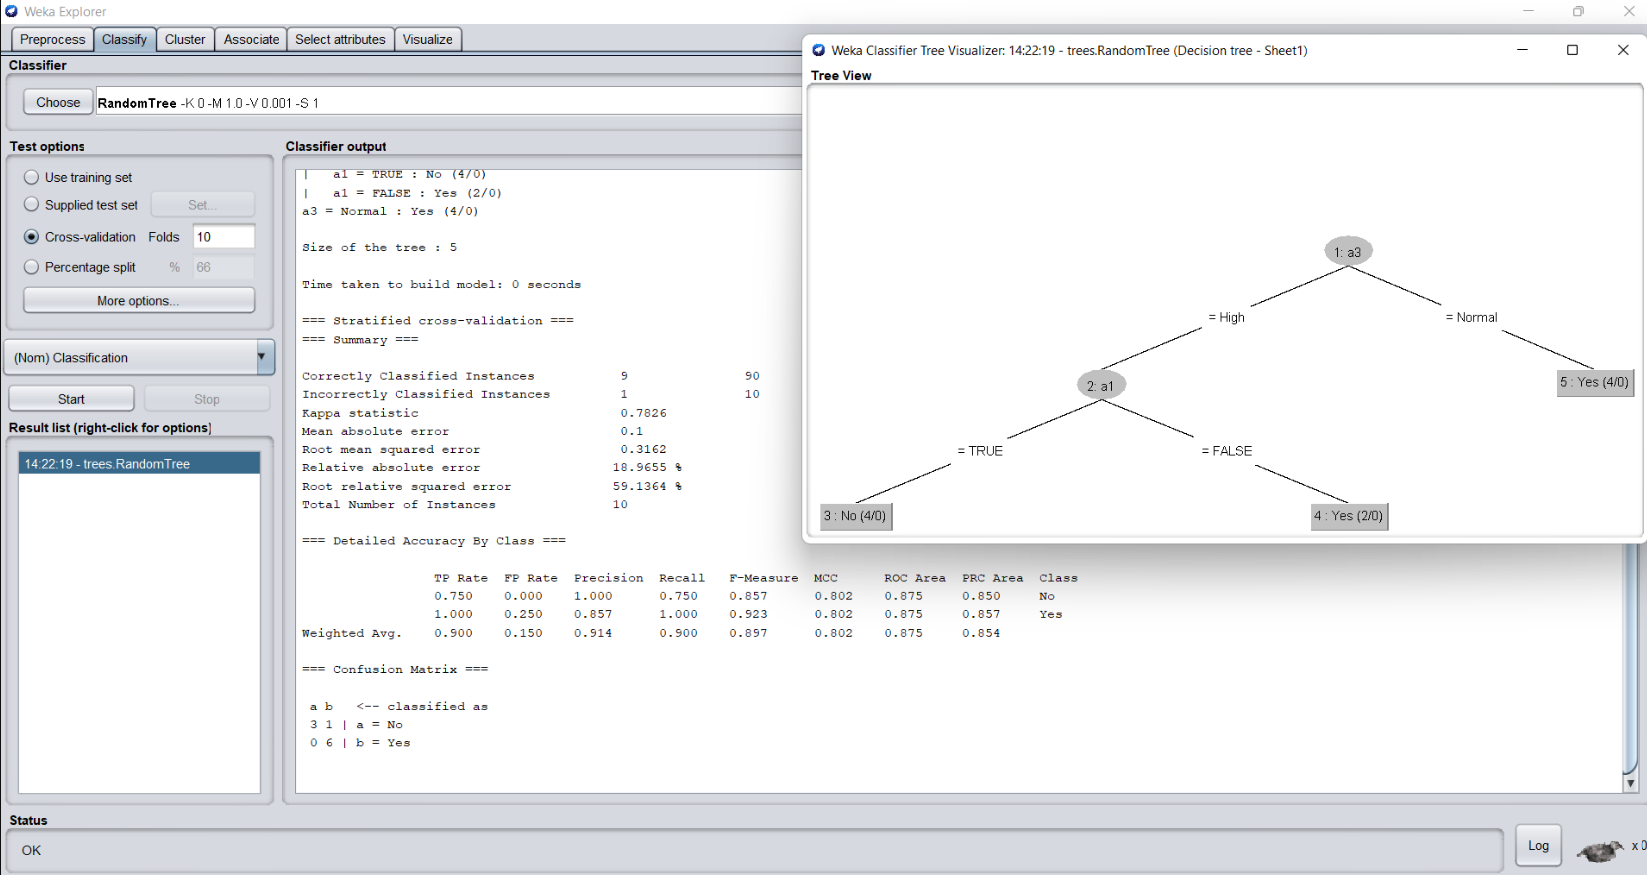 Weka Explorer
Preprocess Classify Cluster Associate Select attributes Visualize
Classifier
Choose RandomTree -K 0 -M 1.0 -V 0.001 -S 1
Test options
Use training set
Supplied test set Set...
Cross-validation Folds 10
Percentage split % 66
More options...
(Nom) Classification
Start Stop
Result list (right-click for options)
14:22:19 - trees.RandomTree
Classifier output
| a1 = TRUE : No (4/0)
| a1 = FALSE : Yes (2/0)
a3 = Normal : Yes (4/0)
Size of the tree : 5
Time taken to build model: 0 seconds
=== Stratified cross-validation ===
=== Summary ===
Correctly Classified Instances 9 90
Incorrectly Classified Instances 1 10
Kappa statistic 0.7826
Mean absolute error 0.1
Root mean squared error 0.3162
Relative absolute error 18.9655 %
Root relative squared error 59.1364 %
Total Number of Instances 10
=== Detailed Accuracy By Class ===
TP Rate FP Rate Precision Recall F-Measure MCC ROC Area PRC Area Class
0.750 0.000 1.000 0.750 0.857 0.802 0.875 0.850 No
1.000 0.250 0.857 1.000 0.923 0.802 0.875 0.857 Yes
Weighted Avg. 0.900 0.150 0.914 0.900 0.897 0.802 0.875 0.854
=== Confusion Matrix ===
a b <-- classified as
3 1 | a = No
0 6 | b = Yes
Weka Classifier Tree Visualizer: 14:22:19 - trees.RandomTree (Decision tree - Sheet1)
Tree View
1: a3
= High = Normal
2: a1 5 : Yes (4/0)
= TRUE = FALSE
3 : No (4/0) 4 : Yes (2/0)
Status
OK
Log x 0